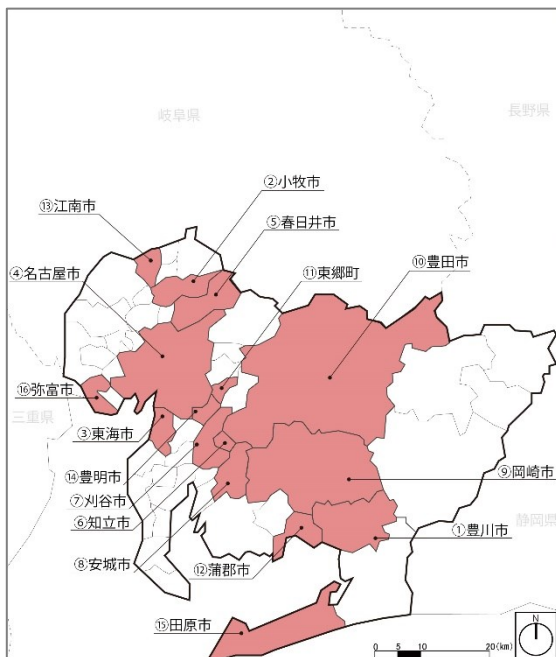 岐阜県
長野県
②小牧市
⑬江南市
⑤春日井市
⑪東郷町
④名古屋市
⑩豊田市
⑯弥富市
三重県
③東海市
⑭豊明市
⑨岡崎市
⑦刈谷市
静岡県
⑥知立市
①豊川市
⑧安城市
⑫蒲郡市
⑮田原市
N
0 5 10 20(km)